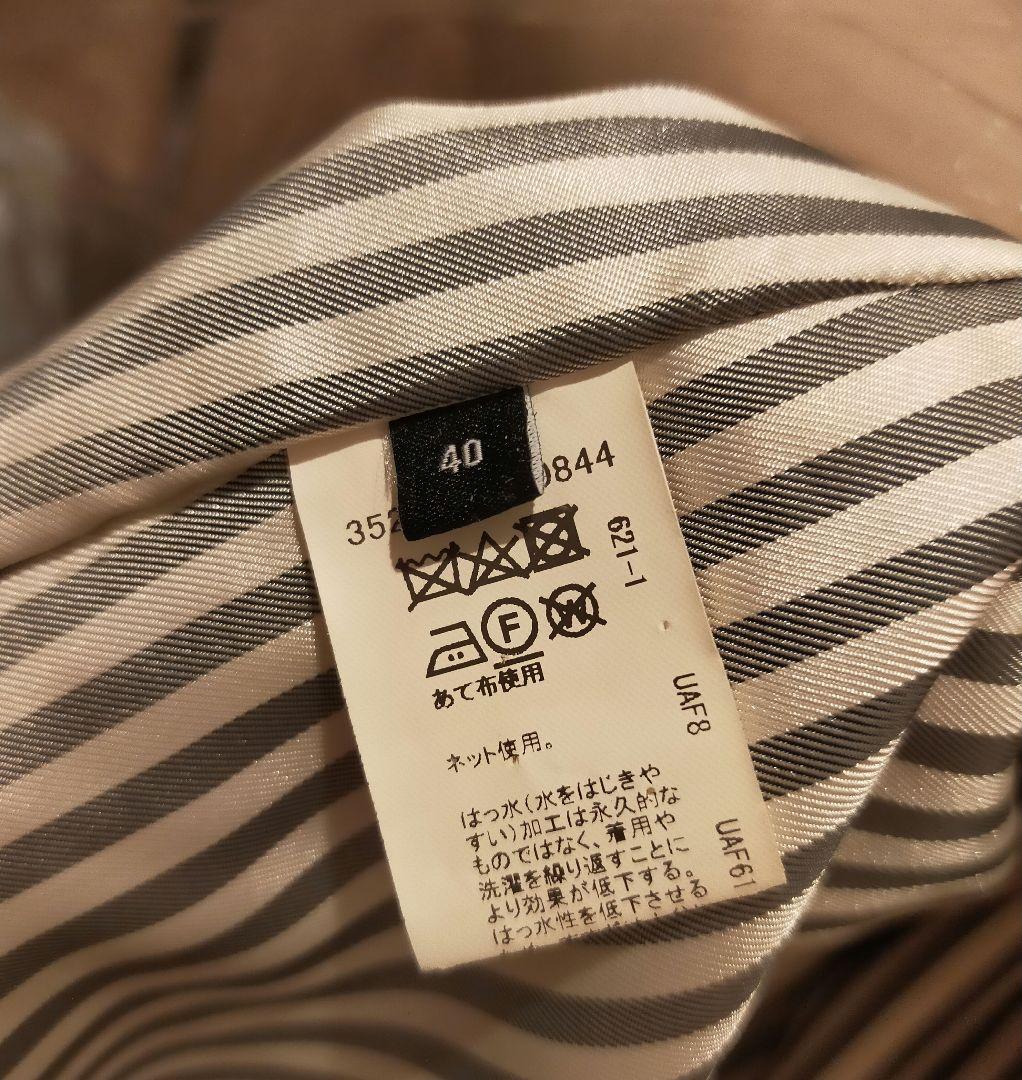 40
352 0844
621-1
F
W
あて布使用
UAF8
ネット使用。
はっ水(水をはじきや
すい)加工は永久的な
ものではなく、着用や
洗濯を繰り返すことに
より効果が低下する。
はっ水性を低下させる
UAF61